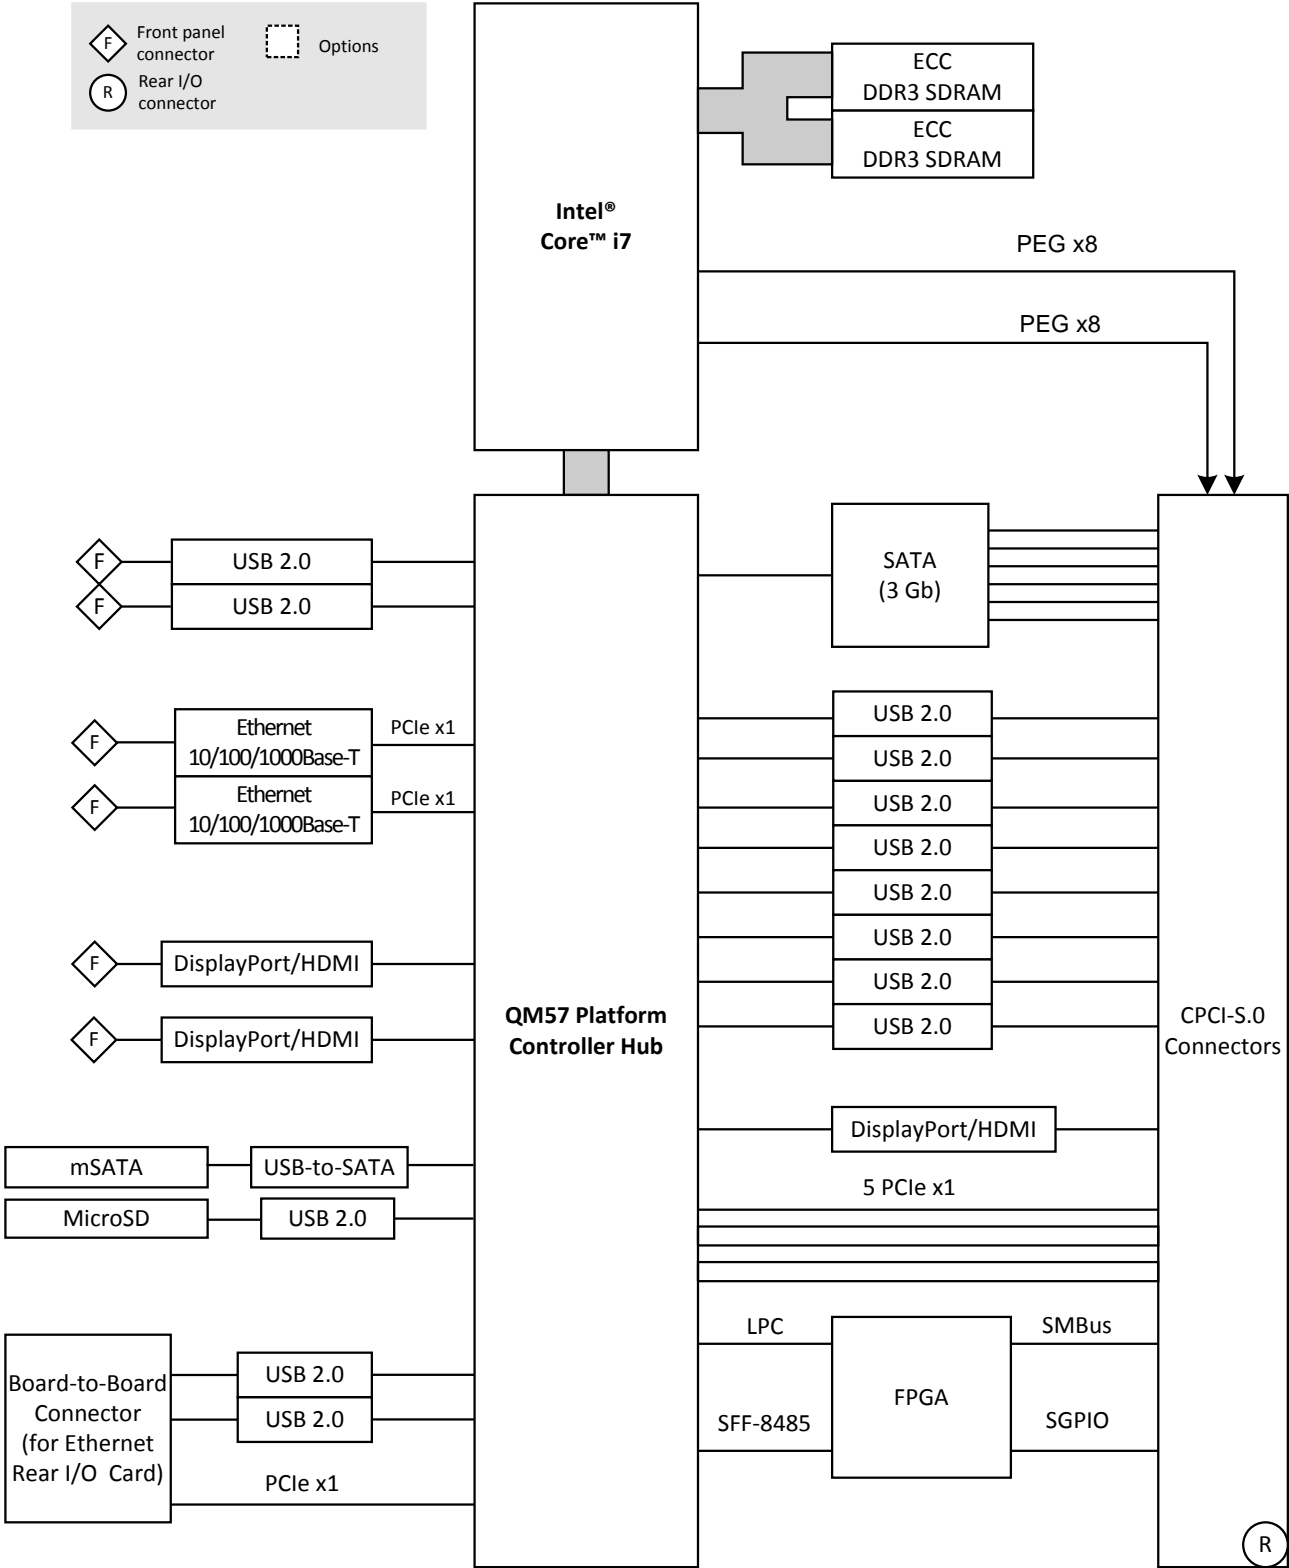 F
Front panel
connector
Options
R
Rear I/O
connector
ECC
DDR3 SDRAM
ECC
DDR3 SDRAM
Intel®
Core™ i7
PEG x8
PEG x8
F
USB 2.0
F
USB 2.0
SATA
(3 Gb)
F
Ethernet
10/100/1000Base-T
PCIe x1
F
Ethernet
10/100/1000Base-T
PCIe x1
USB 2.0
USB 2.0
USB 2.0
USB 2.0
USB 2.0
USB 2.0
USB 2.0
USB 2.0
F
DisplayPort/HDMI
F
DisplayPort/HDMI
QM57 Platform
Controller Hub
CPCI-S.0
Connectors
DisplayPort/HDMI
mSATA
USB-to-SATA
MicroSD
USB 2.0
5 PCIe x1
Board-to-Board
Connector
(for Ethernet
Rear I/O Card)
USB 2.0
USB 2.0
PCIe x1
LPC
SFF-8485
FPGA
SMBus
SGPIO
R